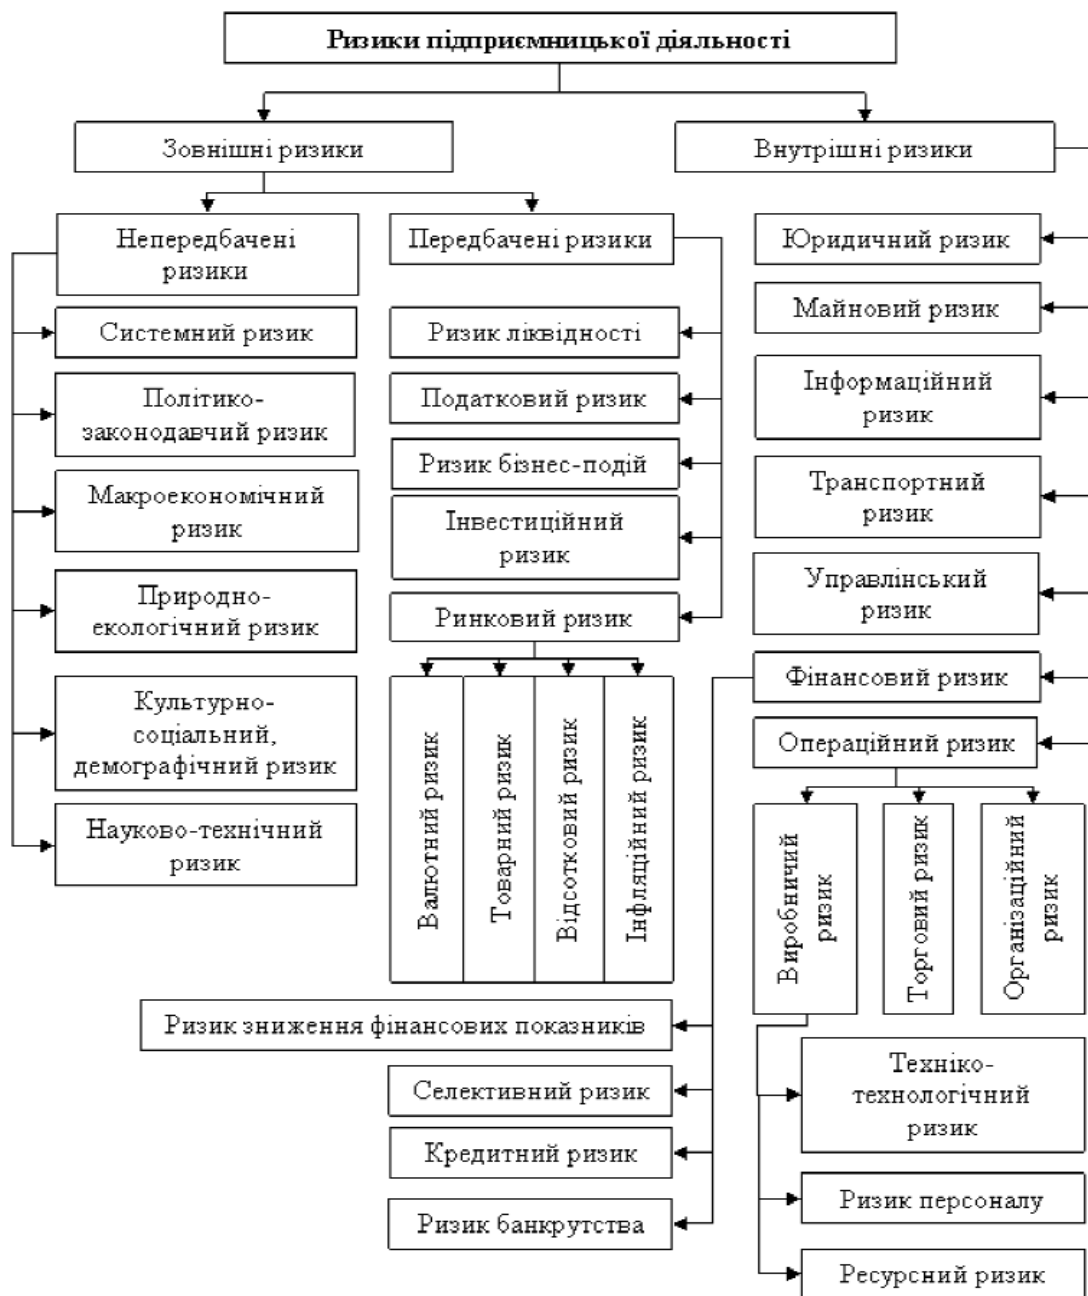 Ризики підприємницької діяльності
Зовнішні ризики
Внутрішні ризики
Непередбачені
ризики
Передбачені ризики
Юридичний ризик
Системний ризик
Ризик ліквідності
Майновий ризик
Політико-
законодавчий ризик
Податковий ризик
Інформаційний
ризик
Макроекономічний
ризик
Ризик бізнес-подій
Інвестиційний
ризик
Транспортний
ризик
Природно-
екологічний ризик
Ринковий ризик
Управлінський
ризик
Культурно-
соціальний,
демографічний ризик
Науково-технічний
ризик
Валютний ризик
Товарний ризик
Відсотковий ризик
Інфляційний ризик
Фінансовий ризик
Операційний ризик
Виробничий
ризик
Торговий ризик
Організаційний
ризик
Ризик зниження фінансових показників
Селективний ризик
Кредитний ризик
Ризик банкрутства
Техніко-
технологічний
ризик
Ризик персоналу
Ресурсний ризик